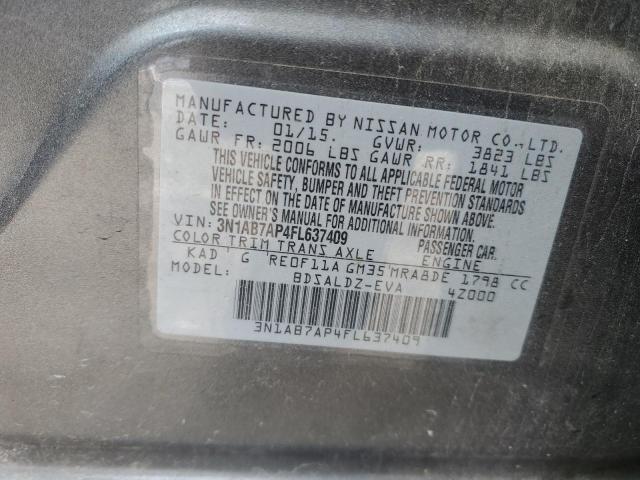 MANUFACTURED BY NISSAN MOTOR CO.,LTD.
DATE: 01/15. GVWR: 3823 LBS
GAWR FR: 2006 LBS GAWR RR: 1841 LBS
THIS VEHICLE CONFORMS TO ALL APPLICABLE FEDERAL MOTOR
VEHICLE SAFETY, BUMPER AND THEFT PREVENTION STANDARDS
IN EFFECT ON THE DATE OF MANUFACTURE SHOWN ABOVE.
SEE OWNER'S MANUAL FOR ADDITIONAL INFORMATION.
VIN: 3N1AB7AP4FL637409 PASSENGER CAR.
COLOR TRIM TRANS AXLE ENGINE
KAD G RE0F11A GM35 MRA8DE 1798 CC
MODEL: BDSALDZ-EVA 4Z000
3N1AB7AP4FL637409